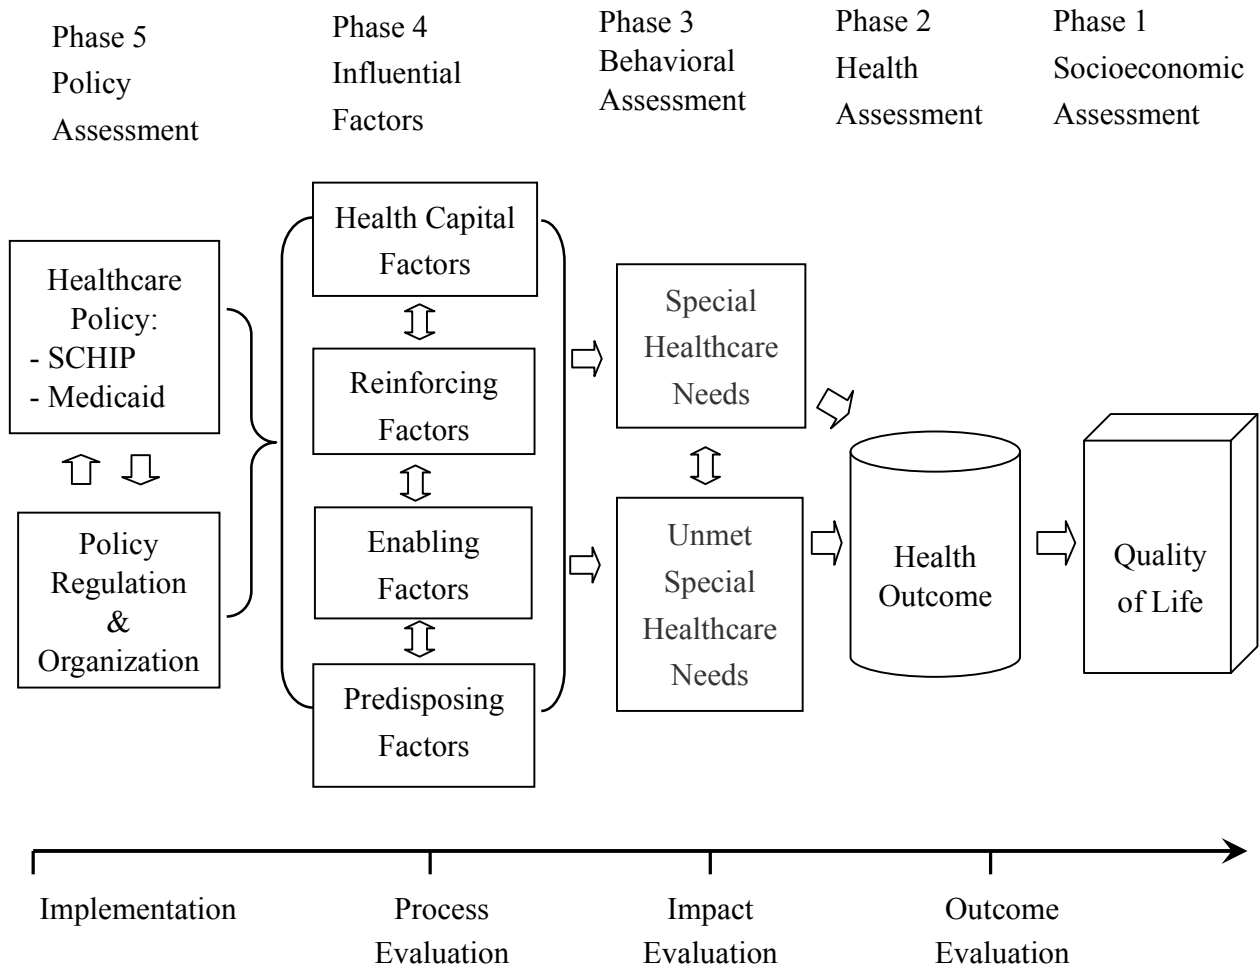 Phase 5
Policy
Assessment
Phase 4
Influential
Factors
Phase 3
Behavioral
Assessment
Phase 2
Health
Assessment
Phase 1
Socioeconomic
Assessment
Healthcare
Policy:
- SCHIP
- Medicaid
Policy
Regulation
&
Organization
Health Capital
Factors
Reinforcing
Factors
Enabling
Factors
Predisposing
Factors
Special
Healthcare
Needs
Unmet
Special
Healthcare
Needs
Health
Outcome
Quality
of Life
Implementation
Process
Evaluation
Impact
Evaluation
Outcome
Evaluation